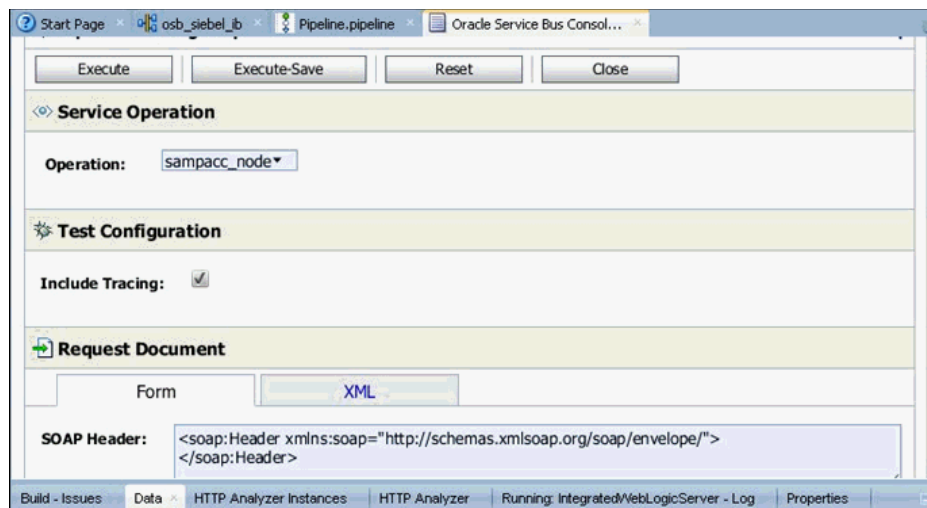 Start Page osb_siebel_ib Pipeline.pipeline Oracle Service Bus Consol...
Execute Execute-Save Reset Close
Service Operation
Operation: sampacc_node
Test Configuration
Include Tracing:
Request Document
Form XML
SOAP Header: <soap:Header xmlns:soap="http://schemas.xmlsoap.org/soap/envelope/">
</soap:Header>
Build - Issues Data HTTP Analyzer Instances HTTP Analyzer Running: IntegratedWebLogicServer - Log Properties